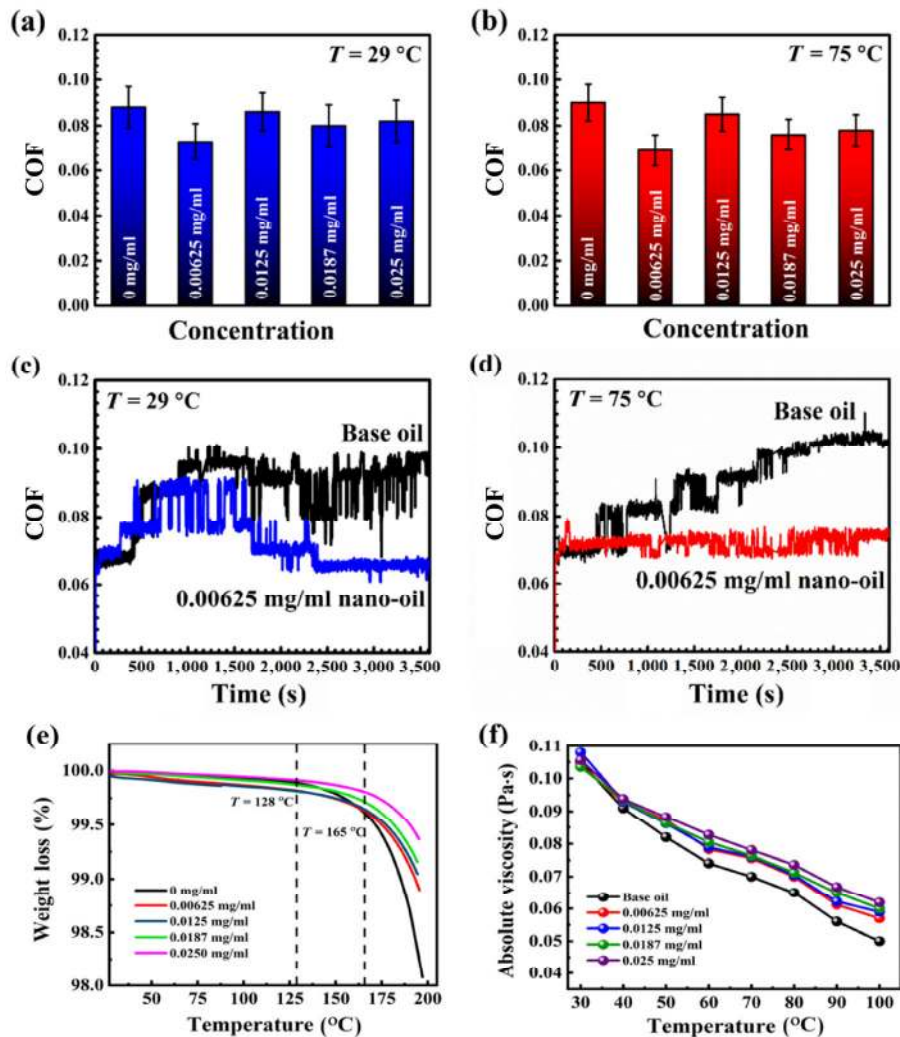 (a)
0.12
0.10
0.08
0.06
0.04
0.02
0.00
COF
T = 29 °C
0 mg/ml
0.00625 mg/ml
0.0125 mg/ml
0.0187 mg/ml
0.025 mg/ml
Concentration
(b)
0.12
0.10
0.08
0.06
0.04
0.02
0.00
COF
T = 75 °C
0 mg/ml
0.00625 mg/ml
0.0125 mg/ml
0.0187 mg/ml
0.025 mg/ml
Concentration
(c)
0.12
0.10
0.08
0.06
0.04
COF
T = 29 °C
Base oil
0.00625 mg/ml nano-oil
0 500 1,000 1,500 2,000 2,500 3,000 3,500
Time (s)
(d)
0.12
0.10
0.08
0.06
0.04
COF
T = 75 °C
Base oil
0.00625 mg/ml nano-oil
0 500 1,000 1,500 2,000 2,500 3,000 3,500
Time (s)
(e)
100.0
99.5
99.0
98.5
98.0
Weight loss (%)
T = 128 °C
T = 165 °C
0 mg/ml
0.00625 mg/ml
0.0125 mg/ml
0.0187 mg/ml
0.0250 mg/ml
50 75 100 125 150 175 200
Temperature (°C)
(f)
0.11
0.10
0.09
0.08
0.07
0.06
0.05
0.04
Absolute viscosity (Pa·s)
Base oil
0.00625 mg/ml
0.0125 mg/ml
0.0187 mg/ml
0.025 mg/ml
30 40 50 60 70 80 90 100
Temperature (°C)